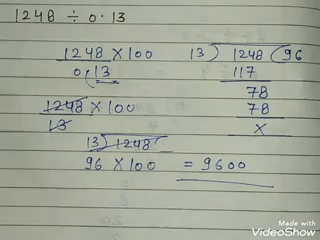 1248 ÷ 0.13
1248 × 100
0.13
1248 × 100
13
13) 1248
96 × 100 = 9600
13) 1248 (96
117
78
78
×
Made with
VideoShow